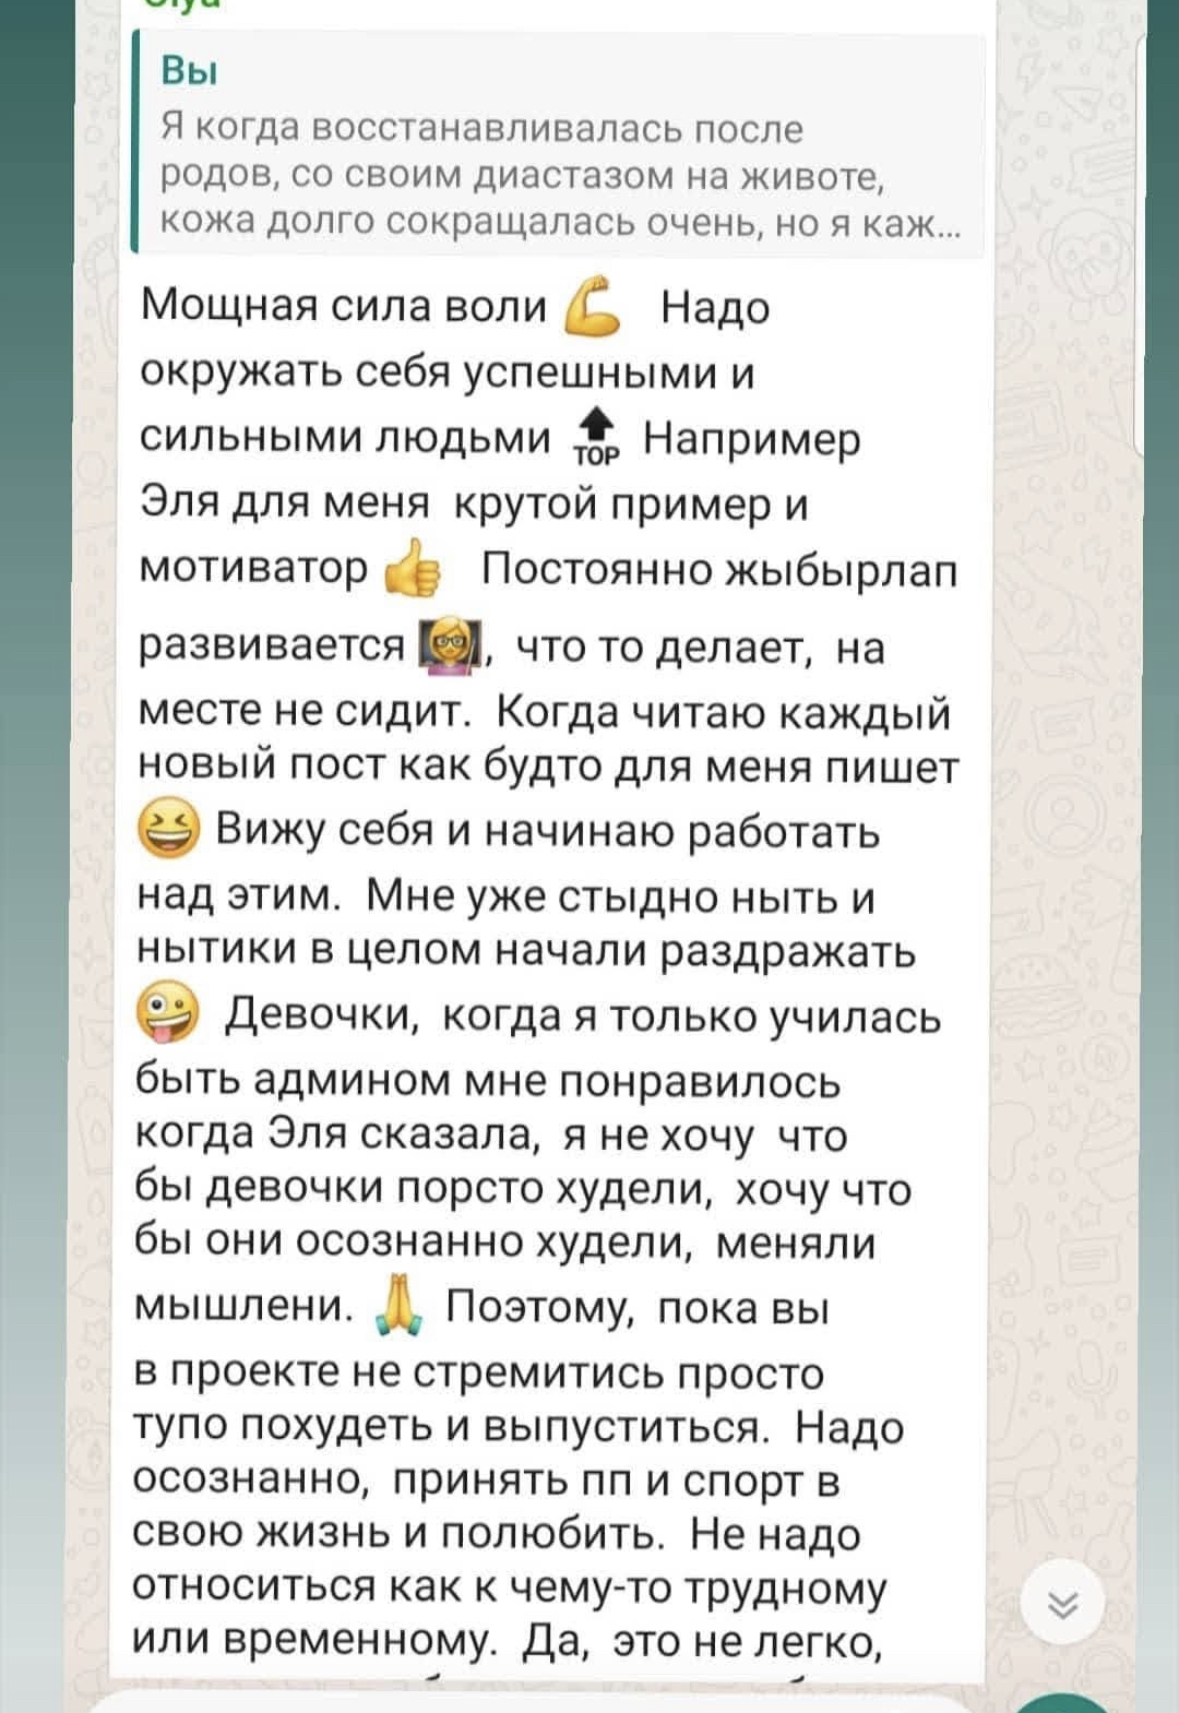 Olya
Вы
Я когда восстанавливалась после
родов, со своим диастазом на животе,
кожа долго сокращалась очень, но я каж...
Мощная сила воли 💪 Надо
окружать себя успешными и
сильными людьми 🔝 Например
Эля для меня крутой пример и
мотиватор 👍 Постоянно жыбырлап
развивается 👩‍🏫, что то делает, на
месте не сидит. Когда читаю каждый
новый пост как будто для меня пишет
😆 Вижу себя и начинаю работать
над этим. Мне уже стыдно ныть и
нытики в целом начали раздражать
🤪 Девочки, когда я только училась
быть админом мне понравилось
когда Эля сказала, я не хочу что
бы девочки порсто худели, хочу что
бы они осознанно худели, меняли
мышлени. 🙏 Поэтому, пока вы
в проекте не стремитись просто
тупо похудеть и выпуститься. Надо
осознанно, принять пп и спорт в
свою жизнь и полюбить. Не надо
относиться как к чему-то трудному
или временному. Да, это не легко,